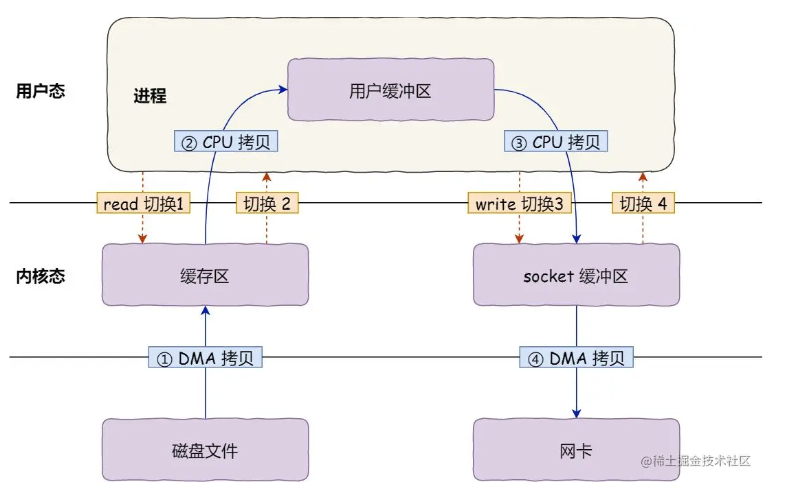 用户态
进程
用户缓冲区
② CPU 拷贝
③ CPU 拷贝
read 切换1
切换 2
write 切换3
切换 4
内核态
缓存区
socket 缓冲区
① DMA 拷贝
④ DMA 拷贝
磁盘文件
网卡
@稀土掘金技术社区